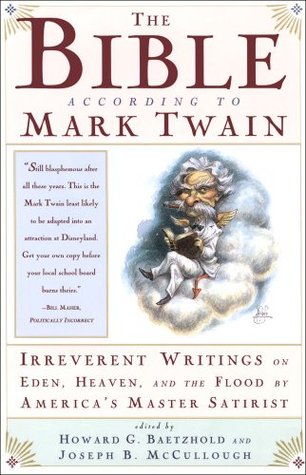 THE
BIBLE
ACCORDING TO
MARK TWAIN
"Still blasphemous after
all these years. This is the
Mark Twain least likely
to be adapted into an
attraction at Disneyland.
Get your own copy before
your local school board
burns theirs."
—BILL MAHER,
POLITICALLY INCORRECT
IRREVERENT WRITINGS ON
EDEN, HEAVEN, AND THE FLOOD BY
AMERICA'S MASTER SATIRIST
edited by
HOWARD G. BAETZHOLD AND
JOSEPH B. MCCULLOUGH